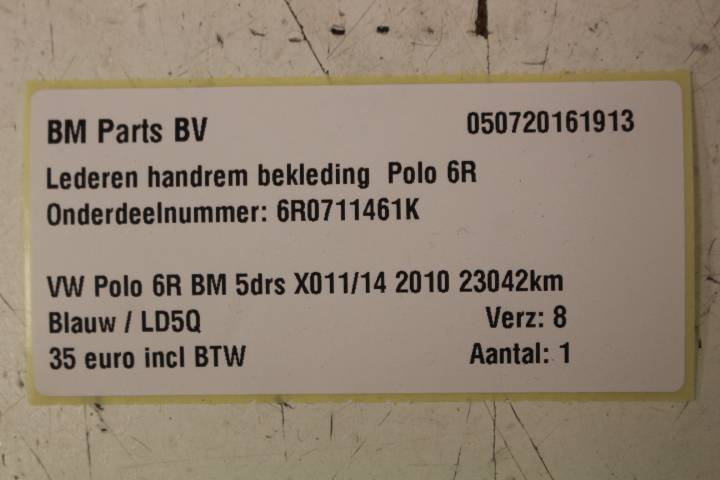 BM Parts BV 050720161913
Lederen handrem bekleding Polo 6R
Onderdeelnummer: 6R0711461K
VW Polo 6R BM 5drs X011/14 2010 23042km
Blauw / LD5Q Verz: 8
35 euro incl BTW Aantal: 1